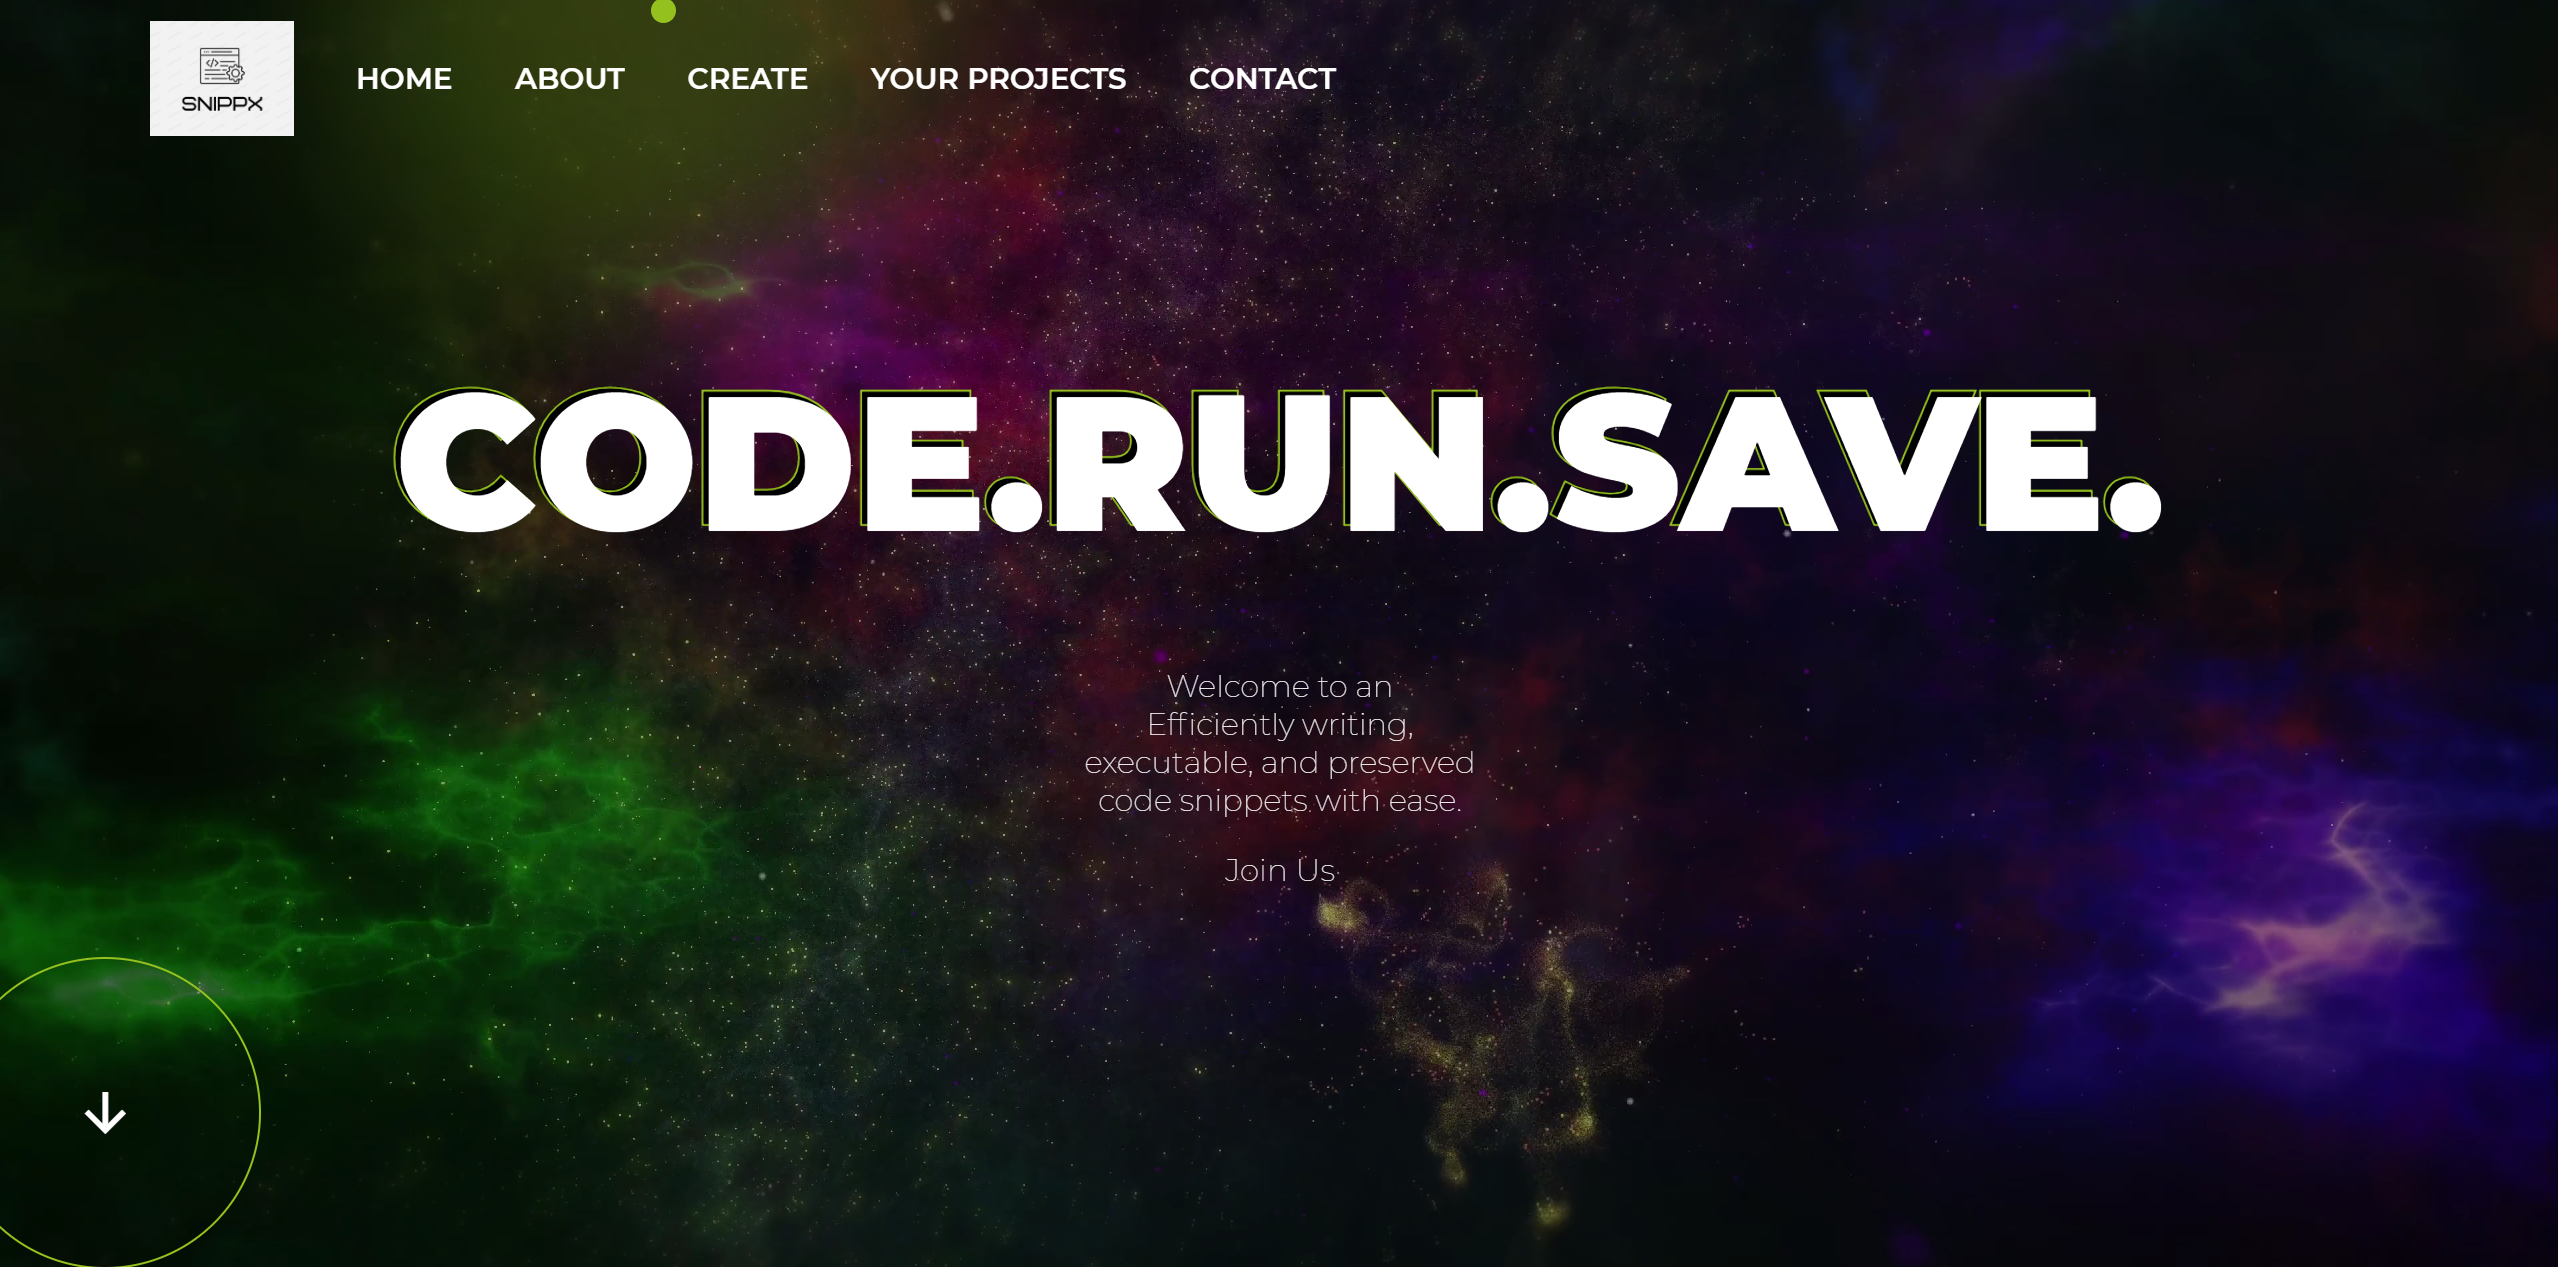 SNIPPX
HOME ABOUT CREATE YOUR PROJECTS CONTACT
CODE.RUN.SAVE.
Welcome to an
Efficiently writing,
executable, and preserved
code snippets with ease.
Join Us